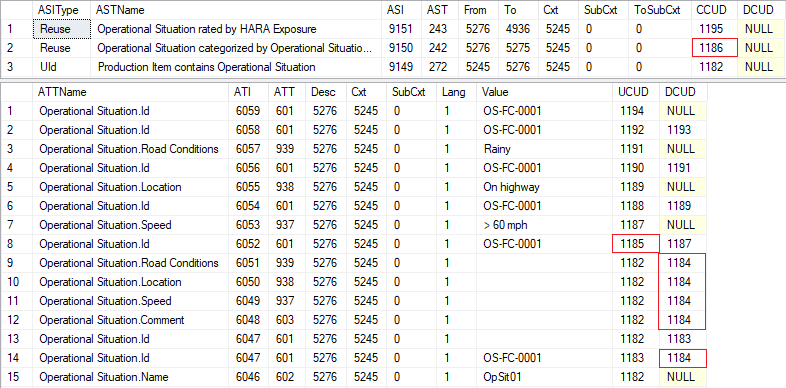 ASIType ASTName ASI AST From To Cxt SubCxt ToSubCxt CCUD DCUD
1 Reuse Operational Situation rated by HARA Exposure 9151 243 5276 4936 5245 0 0 1195 NULL
2 Reuse Operational Situation categorized by Operational Situatio... 9150 242 5276 5275 5245 0 0 1186 NULL
3 Uld Production Item contains Operational Situation 9149 272 5245 5276 5245 0 0 1182 NULL
ATTName ATI ATT Desc Cxt SubCxt Lang Value UCUD DCUD
1 Operational Situation.Id 6059 601 5276 5245 0 1 OS-FC-0001 1194 NULL
2 Operational Situation.Id 6058 601 5276 5245 0 1 OS-FC-0001 1192 1193
3 Operational Situation.Road Conditions 6057 939 5276 5245 0 1 Rainy 1191 NULL
4 Operational Situation.Id 6056 601 5276 5245 0 1 OS-FC-0001 1190 1191
5 Operational Situation.Location 6055 938 5276 5245 0 1 On highway 1189 NULL
6 Operational Situation.Id 6054 601 5276 5245 0 1 OS-FC-0001 1188 1189
7 Operational Situation.Speed 6053 937 5276 5245 0 1 > 60 mph 1187 NULL
8 Operational Situation.Id 6052 601 5276 5245 0 1 OS-FC-0001 1185 1187
9 Operational Situation.Road Conditions 6051 939 5276 5245 0 1 1182 1184
10 Operational Situation.Location 6050 938 5276 5245 0 1 1182 1184
11 Operational Situation.Speed 6049 937 5276 5245 0 1 1182 1184
12 Operational Situation.Comment 6048 603 5276 5245 0 1 1182 1184
13 Operational Situation.Id 6047 601 5276 5245 0 1 1182 1183
14 Operational Situation.Id 6047 601 5276 5245 0 1 OS-FC-0001 1183 1184
15 Operational Situation.Name 6046 602 5276 5245 0 1 OpSit01 1182 NULL